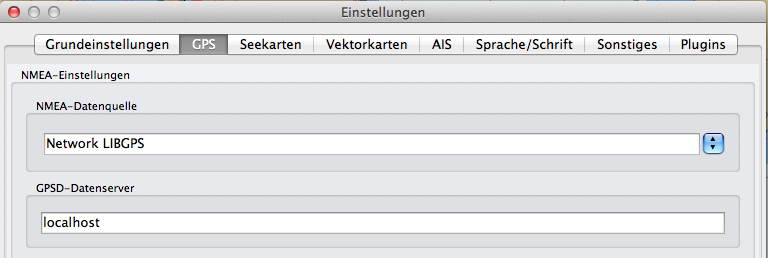 Einstellungen
Grundeinstellungen GPS Seekarten Vektorkarten AIS Sprache/Schrift Sonstiges Plugins
NMEA-Einstellungen
NMEA-Datenquelle
Network LIBGPS
GPSD-Datenserver
localhost